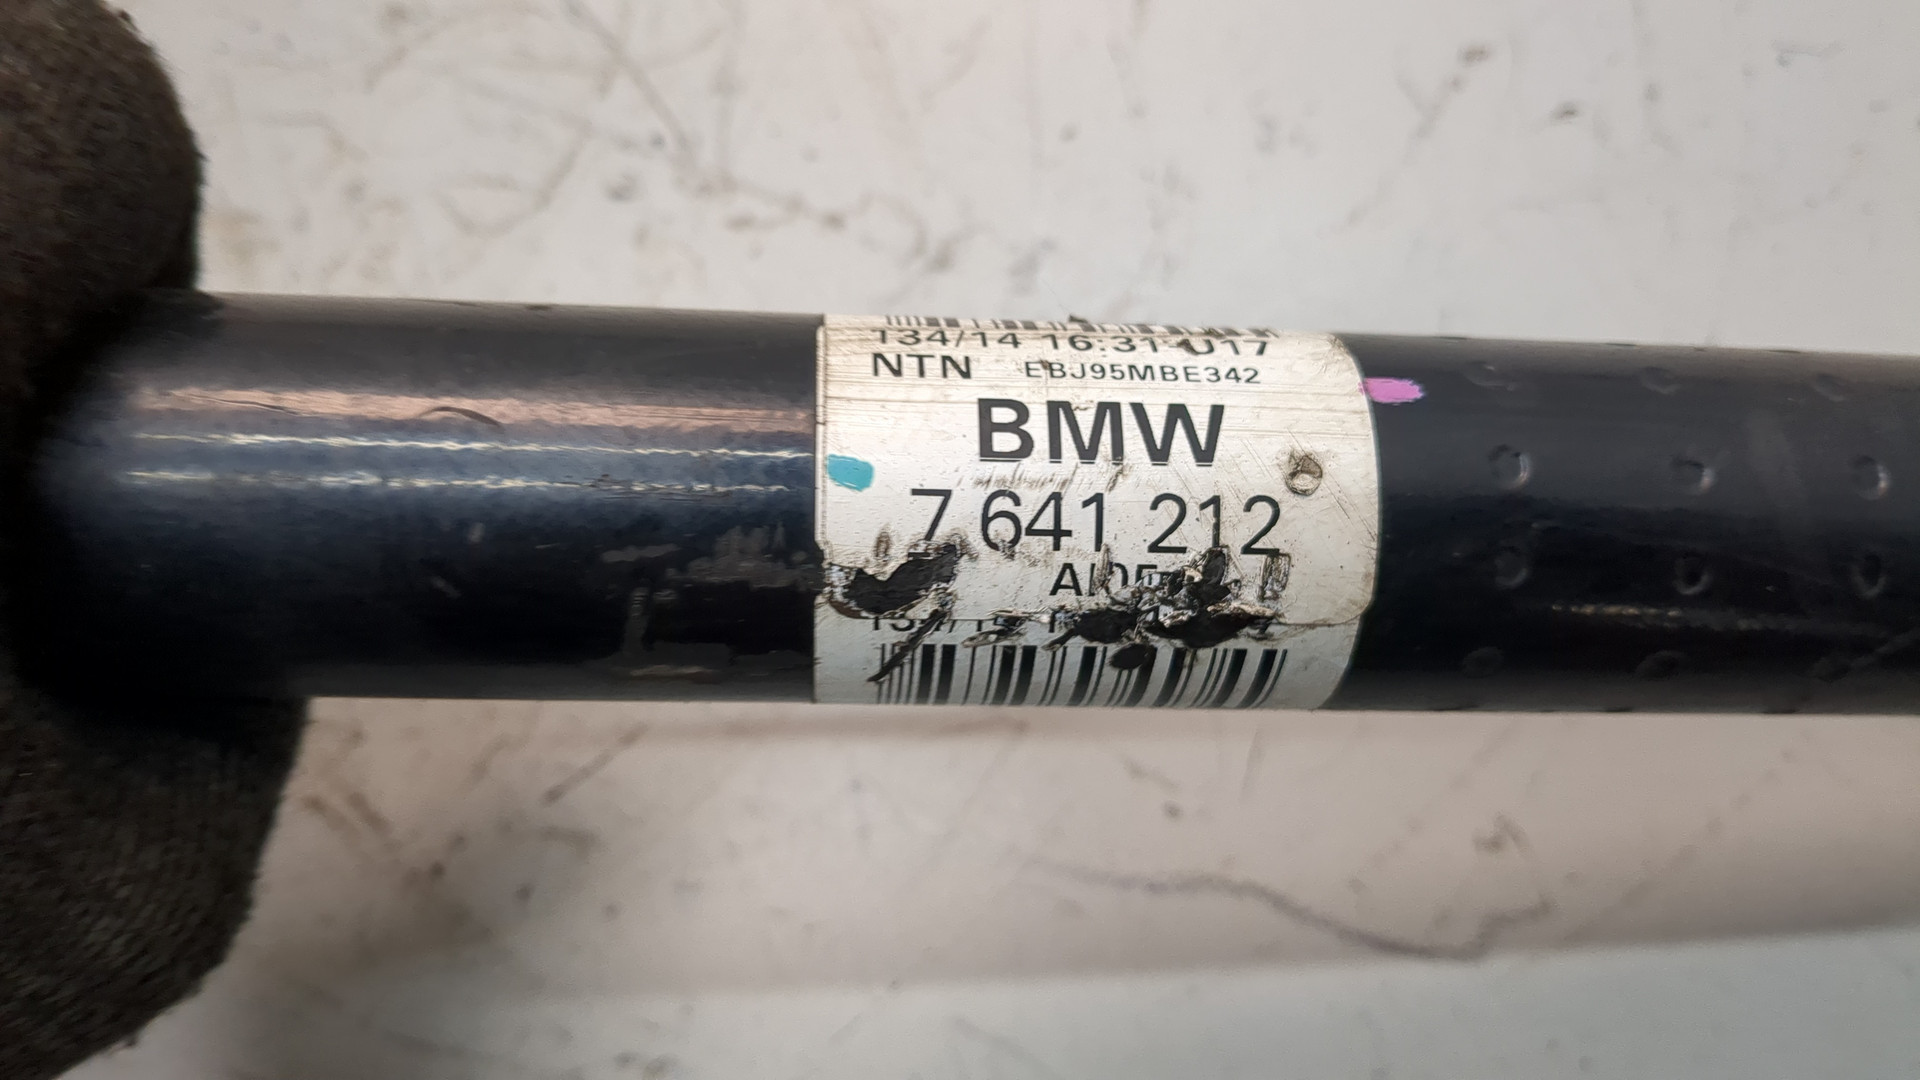 134/14 16:31 U17
NTN EBJ95MBE342
BMW
7 641 212